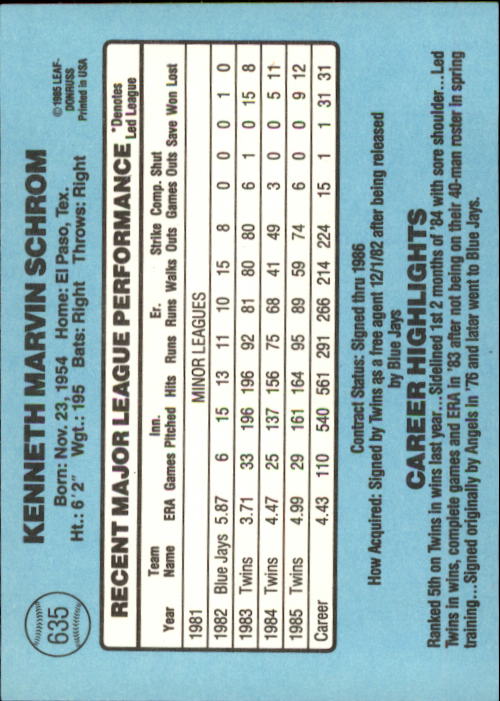 635
KENNETH MARVIN SCHROM
Born: Nov. 23, 1954 Home: El Paso, Tex.
Ht.: 6'2" Wgt.: 195 Bats: Right Throws: Right
© 1985 LEAF-
DONRUSS
Printed in USA
RECENT MAJOR LEAGUE PERFORMANCE
*Denotes
Led League
Team Inn. Er. Strike Comp. Shut
Year Name ERA Games Pitched Hits Runs Runs Walks Outs Games Outs Save Won Lost
1981 MINOR LEAGUES
1982 Blue Jays 5.87 6 15 13 11 10 15 8 0 0 0 1 0
1983 Twins 3.71 33 196 196 92 81 80 80 6 1 0 15 8
1984 Twins 4.47 25 137 156 75 68 41 49 3 0 0 5 11
1985 Twins 4.99 29 161 164 95 89 59 74 6 0 0 9 12
Career 4.43 110 540 561 291 266 214 224 15 1 1 31 31
Contract Status: Signed thru 1986
How Acquired: Signed by Twins as a free agent 12/1/82 after being released
by Blue Jays
CAREER HIGHLIGHTS
Ranked 5th on Twins in wins last year...Sidelined 1st 2 months of '84 with sore shoulder...Led
Twins in wins, complete games and ERA in '83 after not being on their 40-man roster in spring
training...Signed originally by Angels in '76 and later went to Blue Jays.